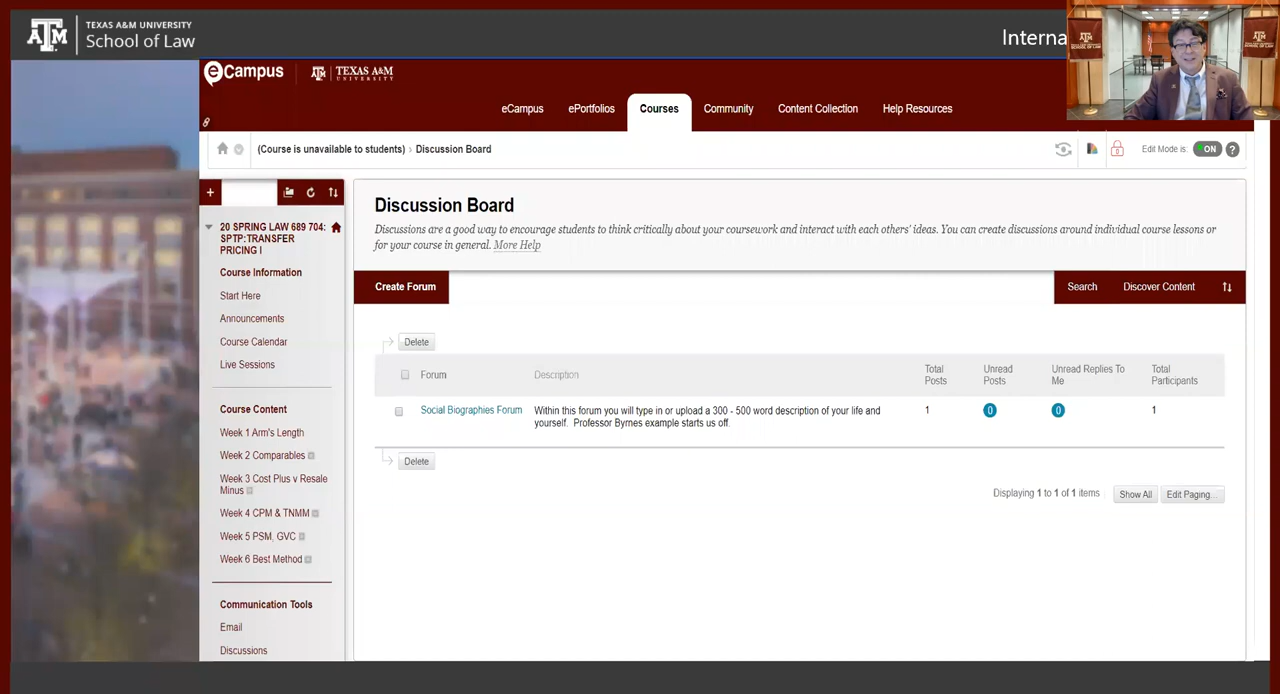 TEXAS A&M UNIVERSITY
School of Law
Interna
eCampus
TEXAS A&M
UNIVERSITY
eCampus
ePortfolios
Courses
Community
Content Collection
Help Resources
(Course is unavailable to students) › Discussion Board
Edit Mode is:
ON
?
+
20 SPRING LAW 689 704:
SPTP:TRANSFER
PRICING I
Course Information
Start Here
Announcements
Course Calendar
Live Sessions
Course Content
Week 1 Arm's Length
Week 2 Comparables
Week 3 Cost Plus v Resale
Minus
Week 4 CPM & TNMM
Week 5 PSM, GVC
Week 6 Best Method
Communication Tools
Email
Discussions
Discussion Board
Discussions are a good way to encourage students to think critically about your coursework and interact with each others' ideas. You can create discussions around individual course lessons or
for your course in general. More Help
Create Forum
Search
Discover Content
Delete
Forum
Description
Total
Posts
Unread
Posts
Unread Replies To
Me
Total
Participants
Social Biographies Forum
Within this forum you will type in or upload a 300 - 500 word description of your life and
yourself. Professor Byrnes example starts us off.
1
0
0
1
Delete
Displaying 1 to 1 of 1 items
Show All
Edit Paging...